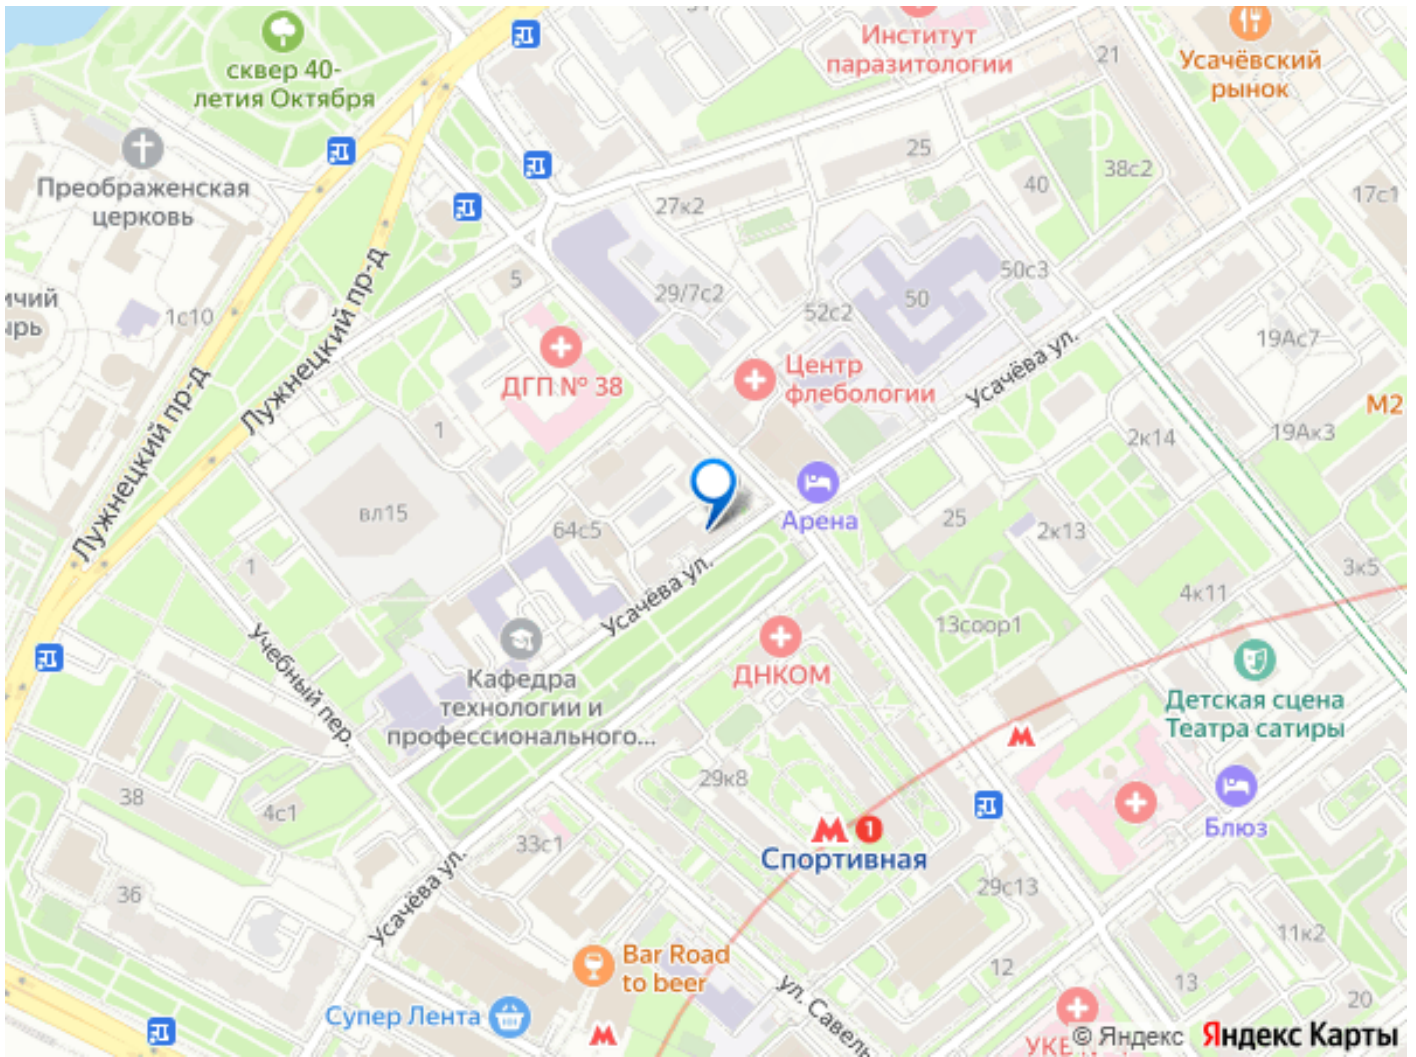 сквер 40-
летия Октября
Институт
паразитологии
21
Усачёвский
рынок
Преображенская
церковь
25
38с2
40
17с1
27к2
5
29/7с2
50с3
50
52с2
1с10
Лужнецкий пр-д
Лужнецкий пр-д
ДГП № 38
Центр
флебологии
Усачёва ул.
19Ас7
М2
1
2к14
19Ак3
вл15
64с5
Арена
25
2к13
3к5
1
Усачёва ул.
4к11
13соор1
Учебный пер.
Кафедра
технологии и
профессионального...
ДНКОМ
Детская сцена
Театра сатиры
29к8
38
4с1
33с1
1
Спортивная
Блюз
29с13
36
Усачёва ул.
11к2
Bar Road
to beer
12
13
20
Супер Лента
ул. Савель
© Яндекс
Яндекс Карты